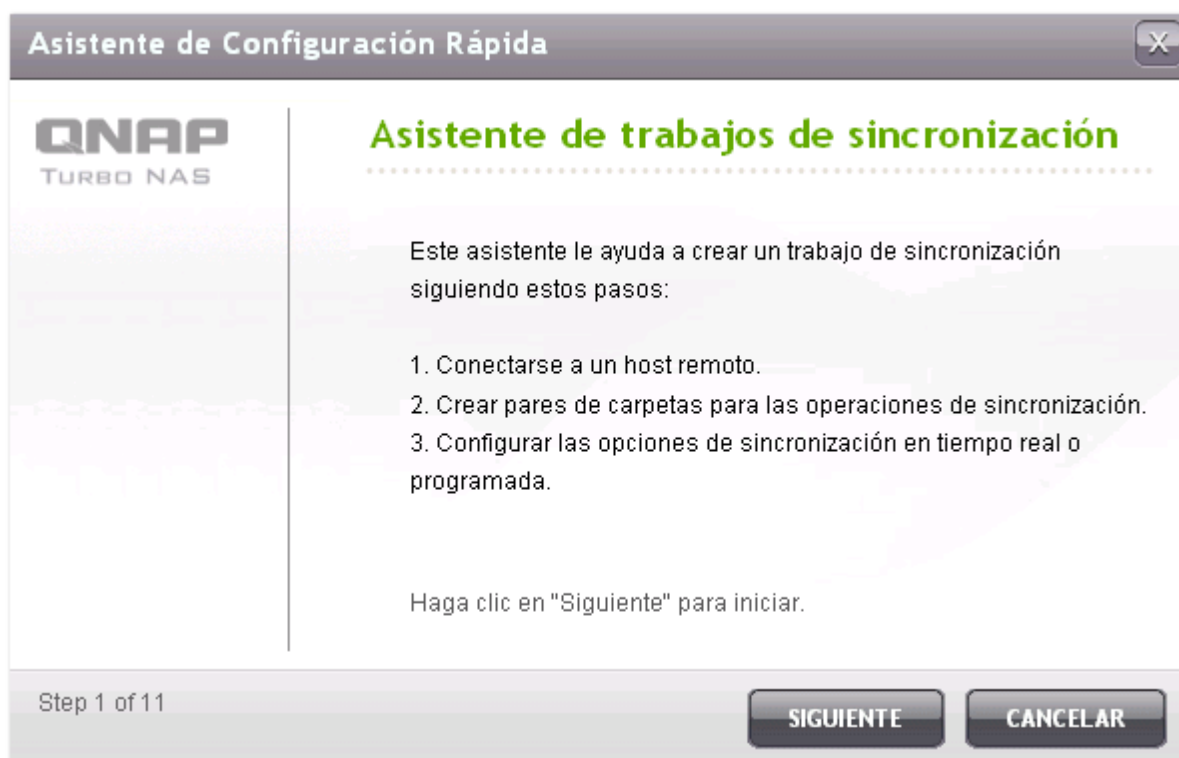 Asistente de Configuración Rápida
X
QNAP
TURBO NAS
Asistente de trabajos de sincronización
Este asistente le ayuda a crear un trabajo de sincronización
siguiendo estos pasos:
1. Conectarse a un host remoto.
2. Crear pares de carpetas para las operaciones de sincronización.
3. Configurar las opciones de sincronización en tiempo real o
programada.
Haga clic en "Siguiente" para iniciar.
Step 1 of 11
SIGUIENTE
CANCELAR